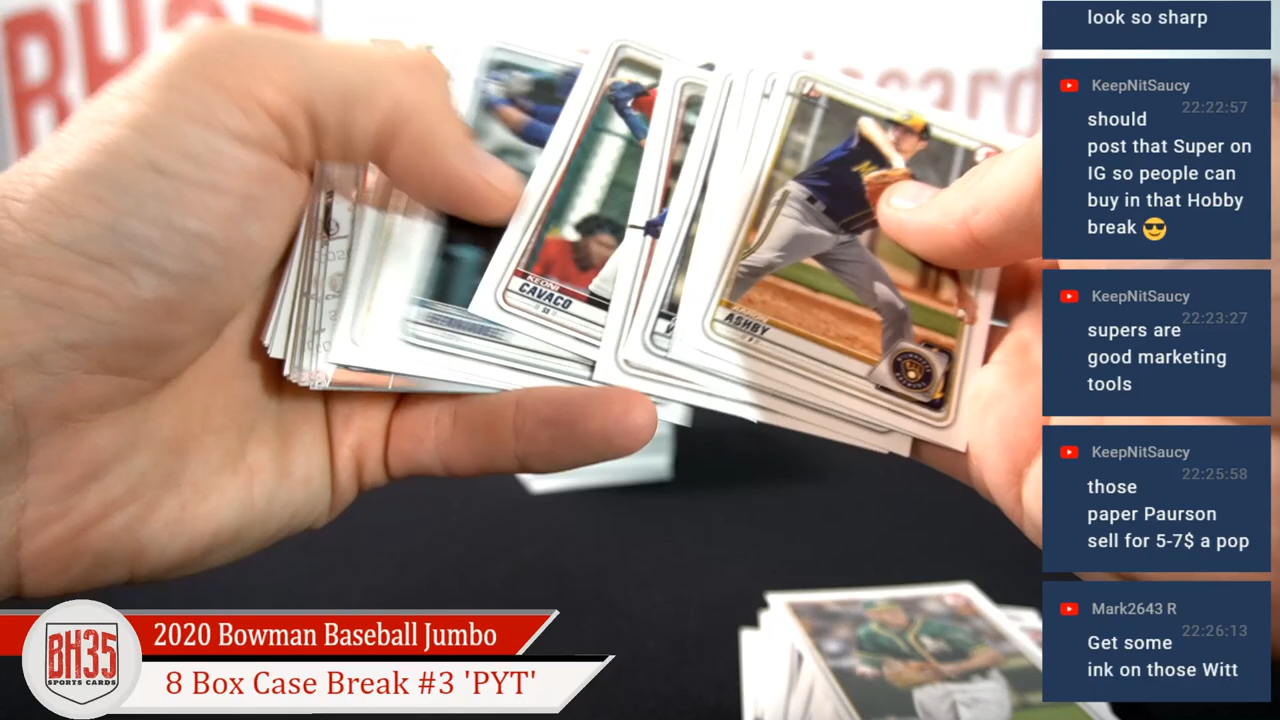 look so sharp
KeepNitSaucy
22:22:57
should
post that Super on
IG so people can
buy in that Hobby
break 😎
KeepNitSaucy
22:23:27
supers are
good marketing
tools
KeepNitSaucy
22:25:58
those
paper Paurson
sell for 5-7$ a pop
Mark2643 R
22:26:13
Get some
ink on those Witt
KEONI
CAVACO
ASHBY
BH35
SPORTS CARDS
2020 Bowman Baseball Jumbo
8 Box Case Break #3 'PYT'